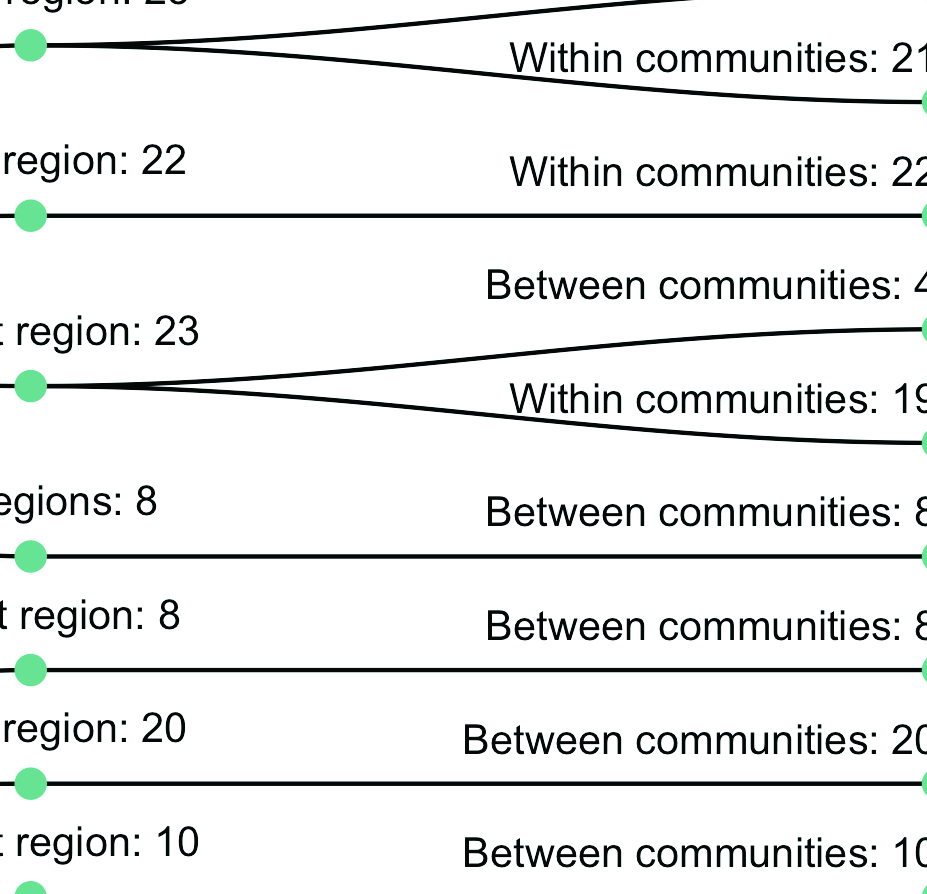 region:
Within communities: 21
region: 22
Within communities: 22
Between communities: 4
region: 23
Within communities: 19
8
Between communities: 8
region: 8
Between communities: 8
region: 20
Between communities: 20
region: 10
Between communities: 10